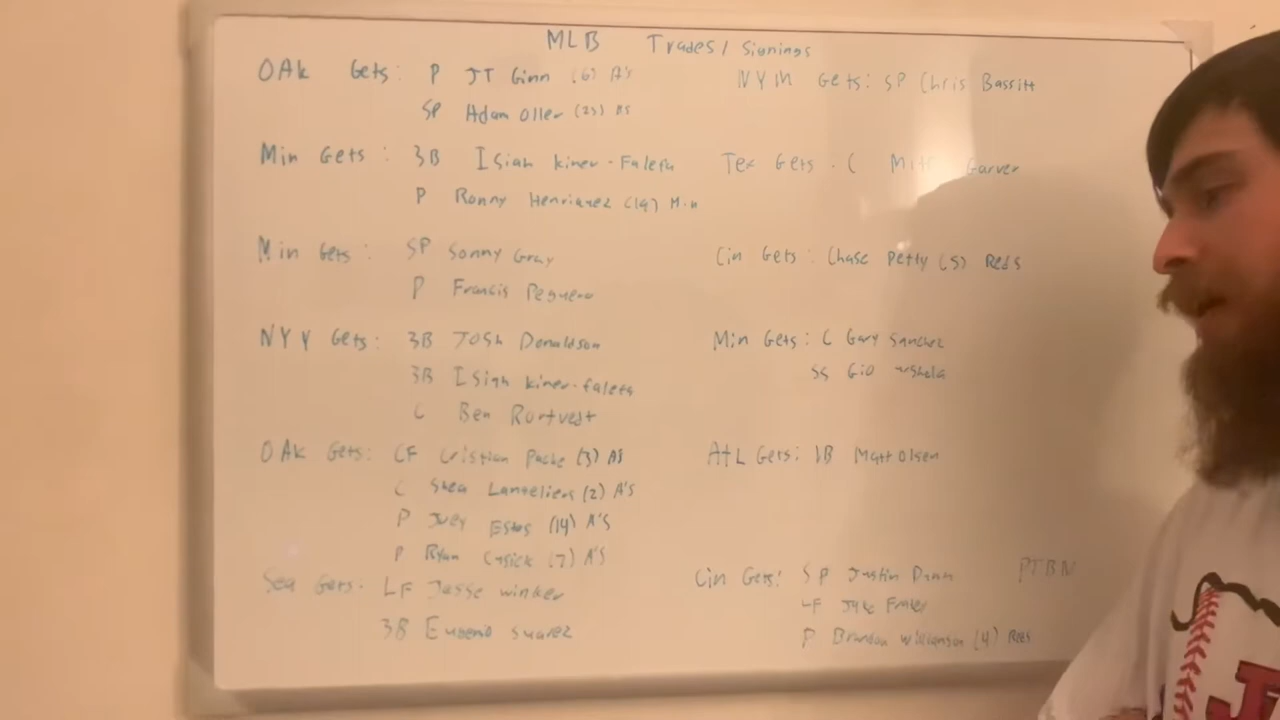 MLB Trades/Signings
OAk Gets: P JT Ginn (6) A's NYM Gets: SP Chris Bassitt
SP Adam Oller (23) A's
Min Gets: 3B Isiah kiner-Falefa Tex Gets: C Garver
P Ronny Henriquez (14) Min
Min Gets: SP Sonny Gray Cin Gets: Chase Petty (5) Reds
P Francis Peguero
NYY Gets: 3B Josh Donaldson Min Gets: C Gary Sanchez
3B Isiah kiner-falefa SS Gio urshela
C Ben Rortvedt
OAk Gets: CF Cristian Pache (3) A's AtL Gets: 1B Matt Olsen
C Shea Lanteliers (2) A's
P Joey Estes (14) A's
P Ryan Cusick (7) A's
Sea Gets: LF Jesse winker Cin Gets: SP Justin Dunn PTBN
3B Eugenio Suarez LF Jake Fraley
P Brandon Williamson (4) Reds